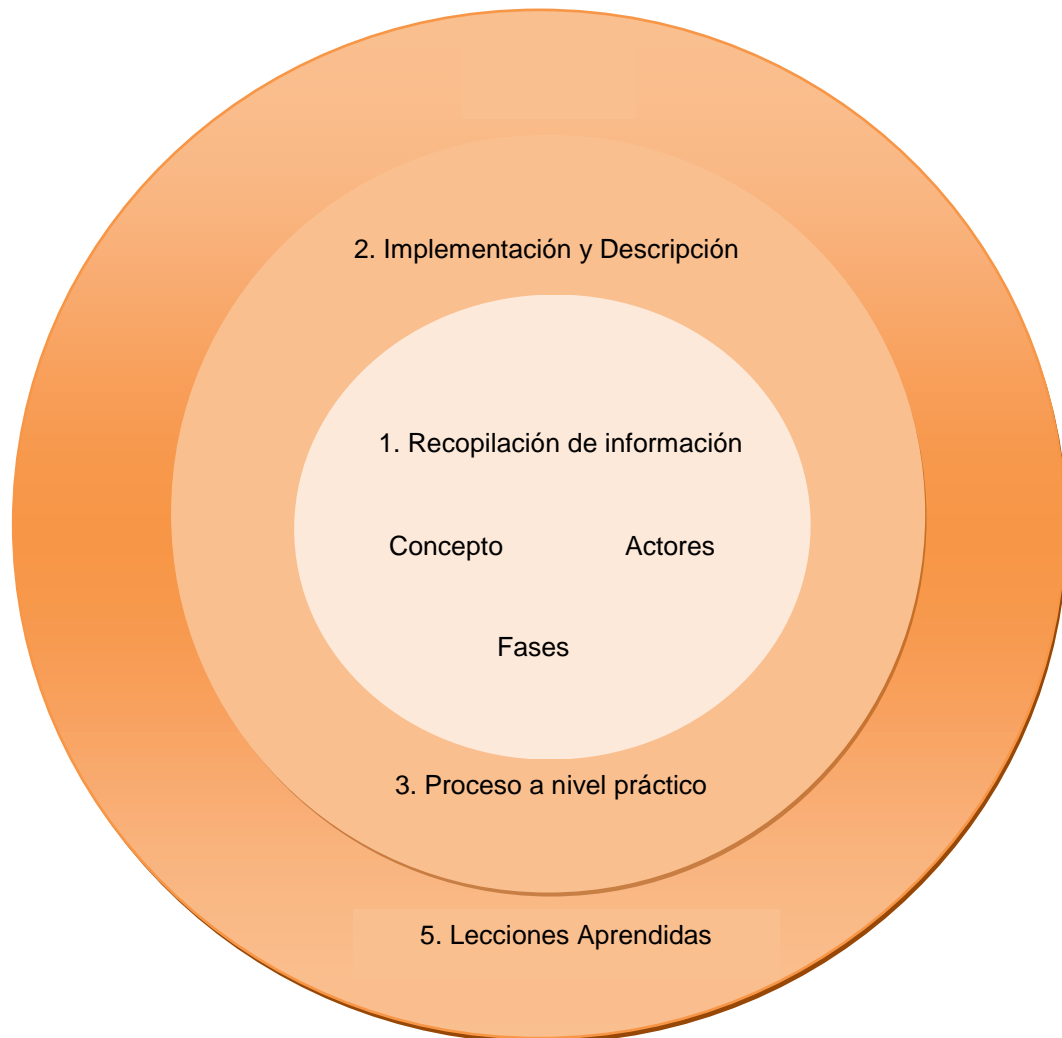 2. Implementación y Descripción
1. Recopilación de información
Concepto Actores
Fases
3. Proceso a nivel práctico
5. Lecciones Aprendidas